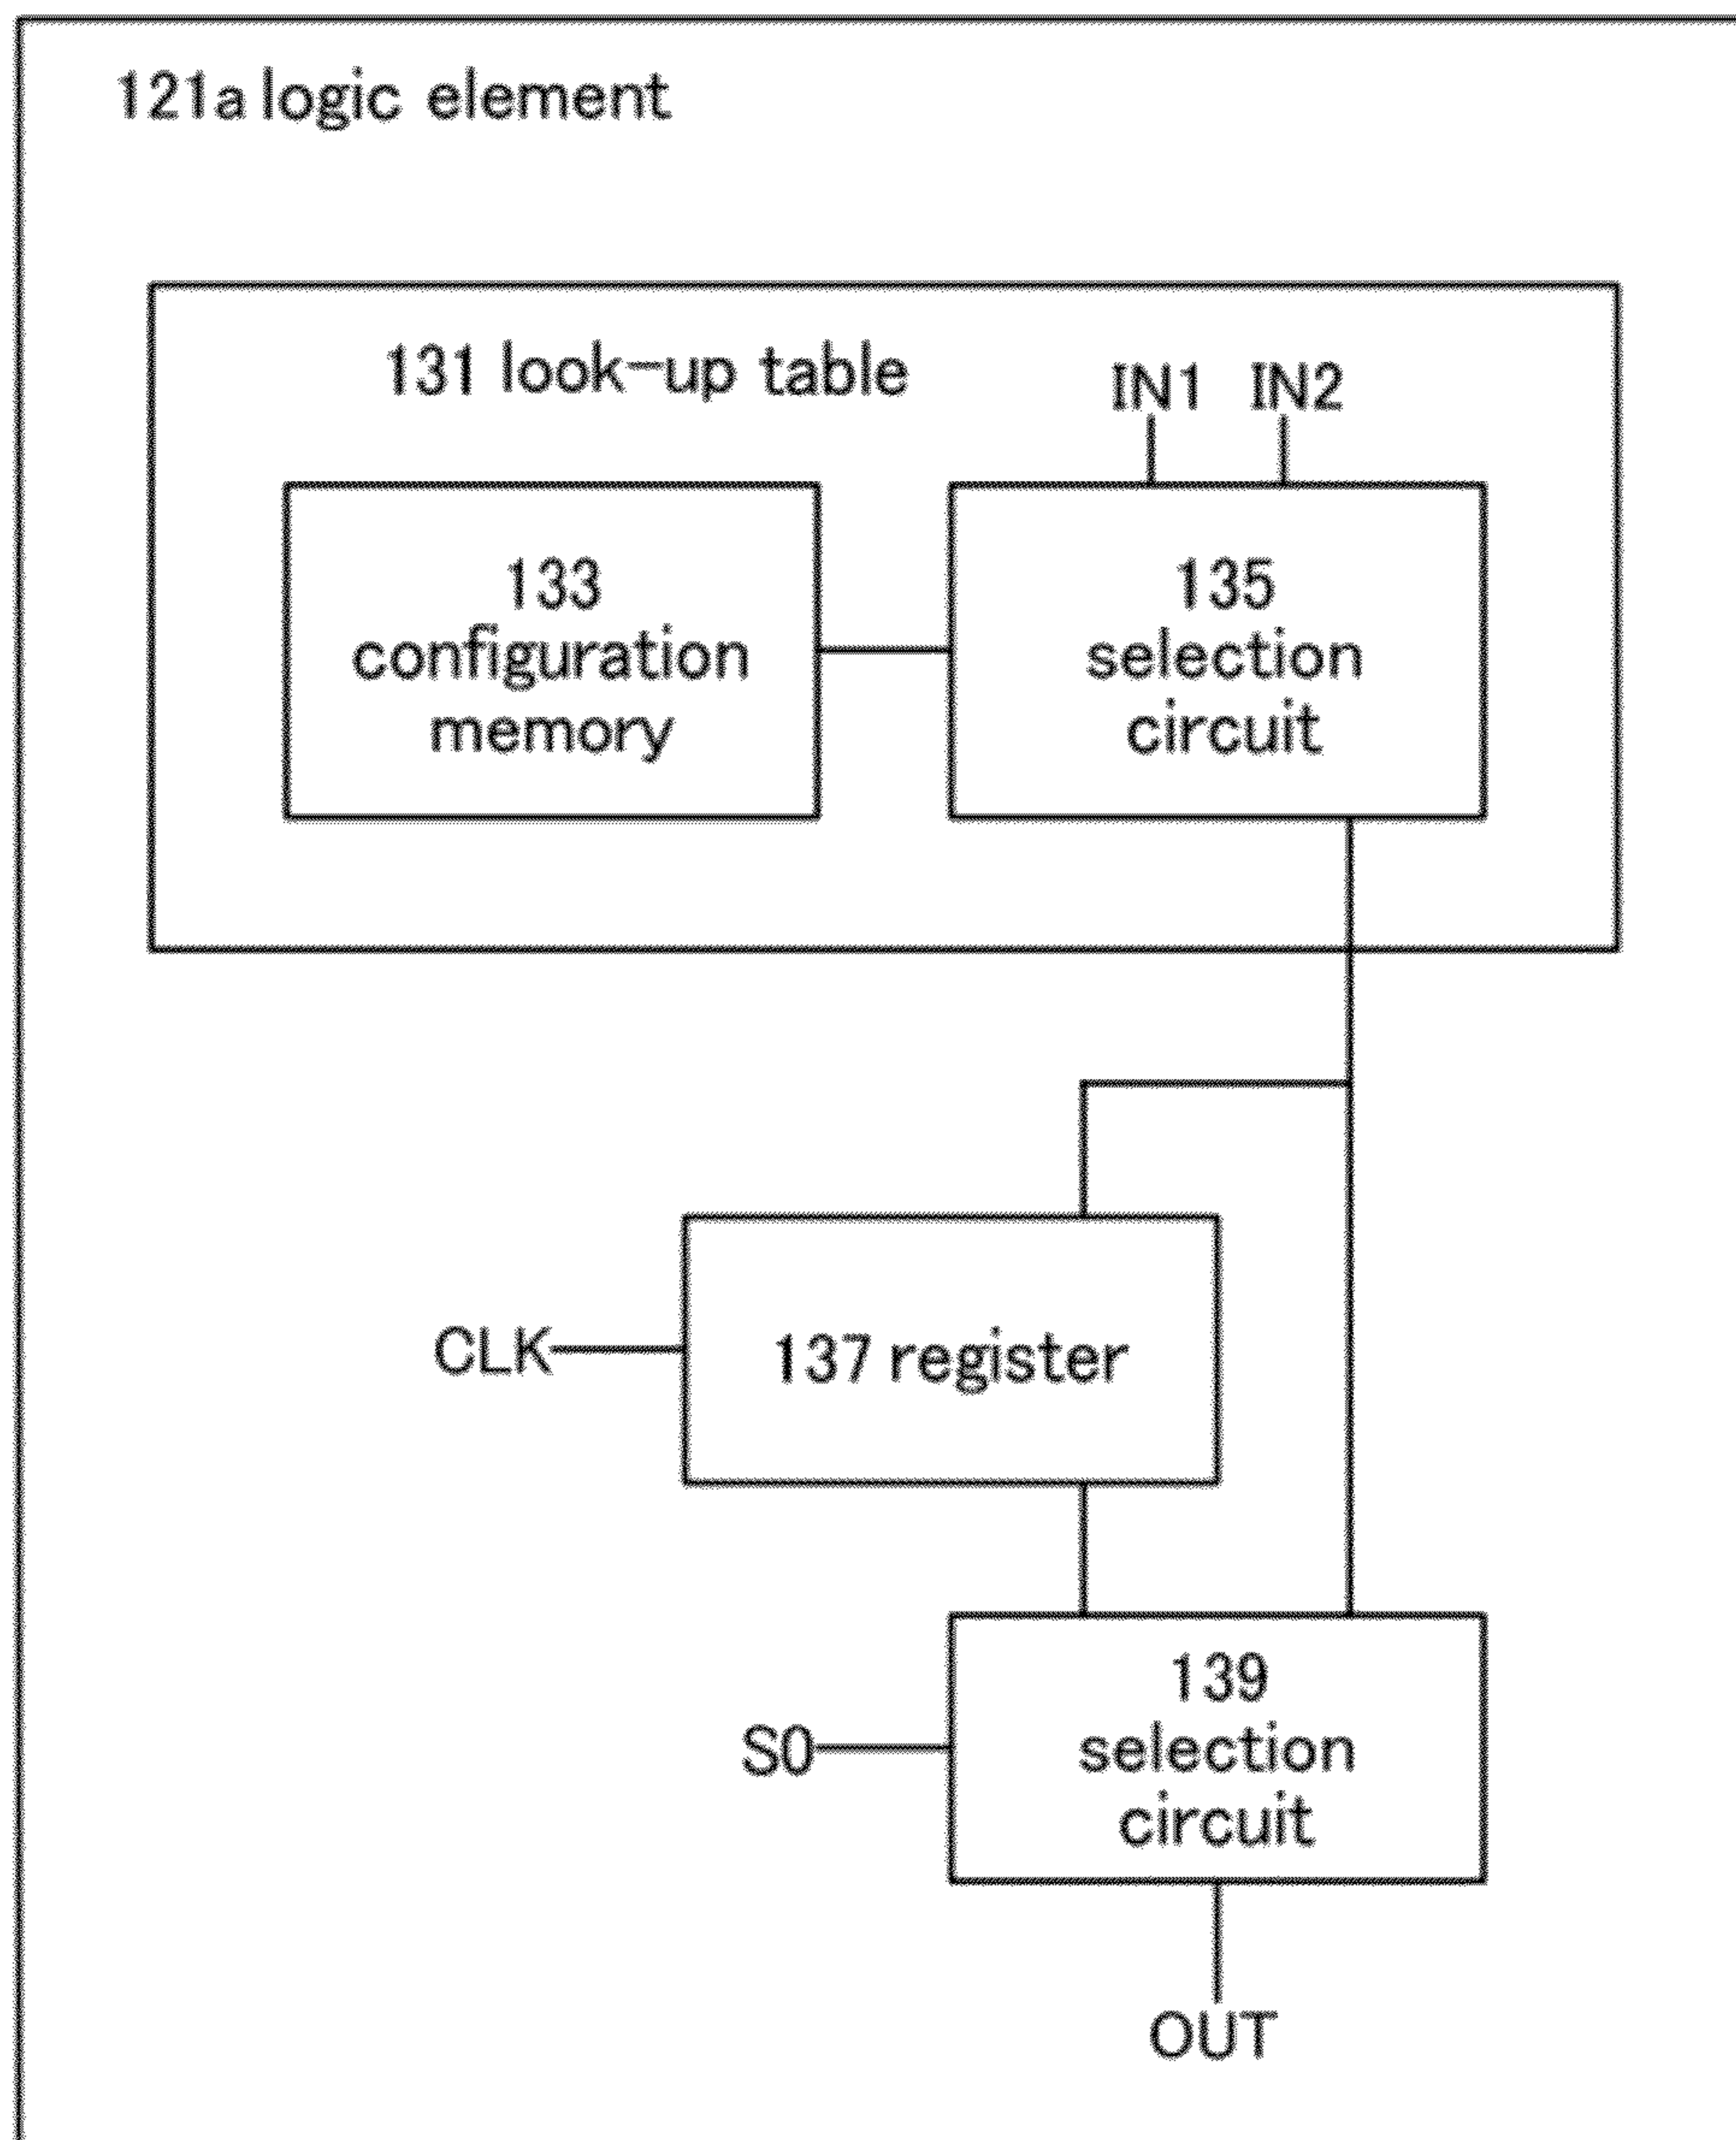 121a logic element
131 look-up table
IN1 IN2
133
configuration
memory
135
selection
circuit
CLK
137 register
139
selection
circuit
S0
OUT